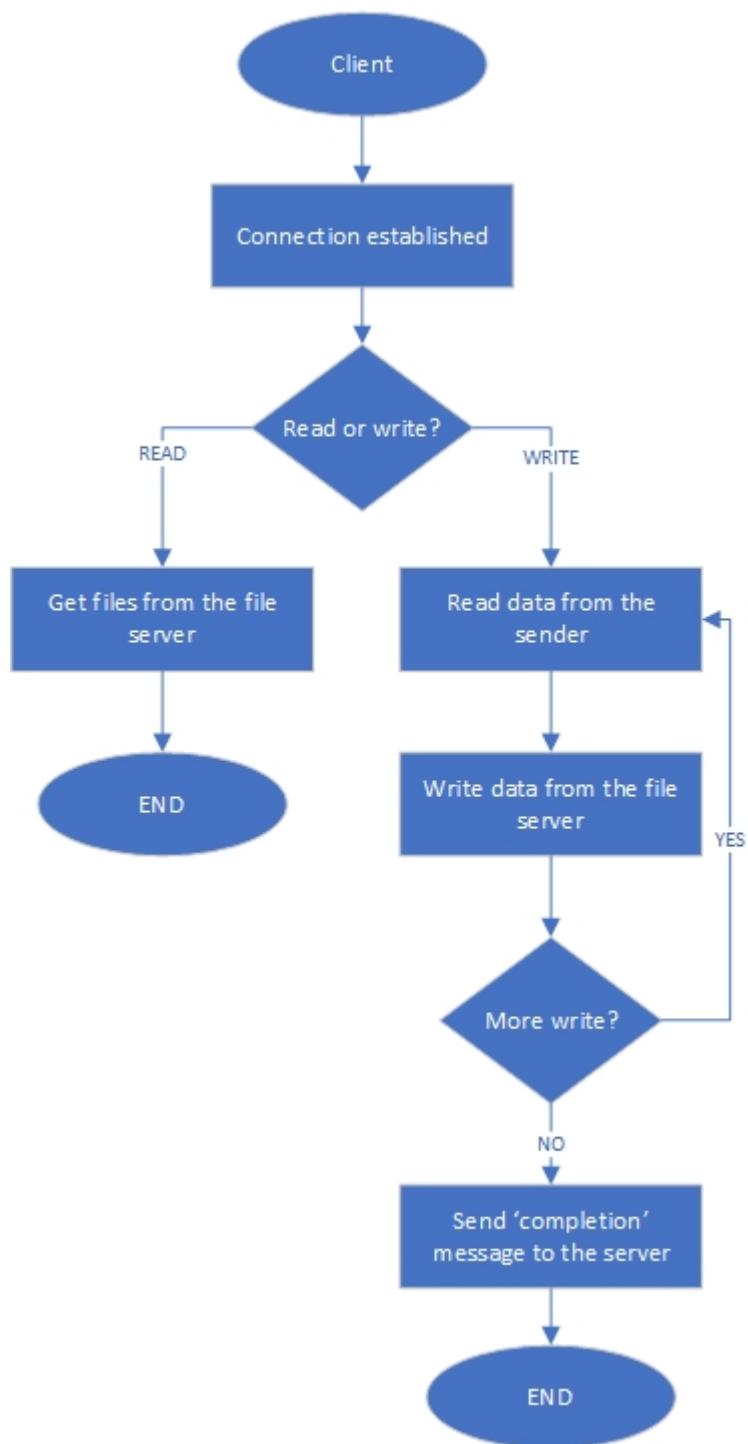 Client
Connection established
Read or write?
READ
WRITE
Get files from the file
server
Read data from the
sender
END
Write data from the file
server
YES
More write?
NO
Send ‘completion’
message to the server
END